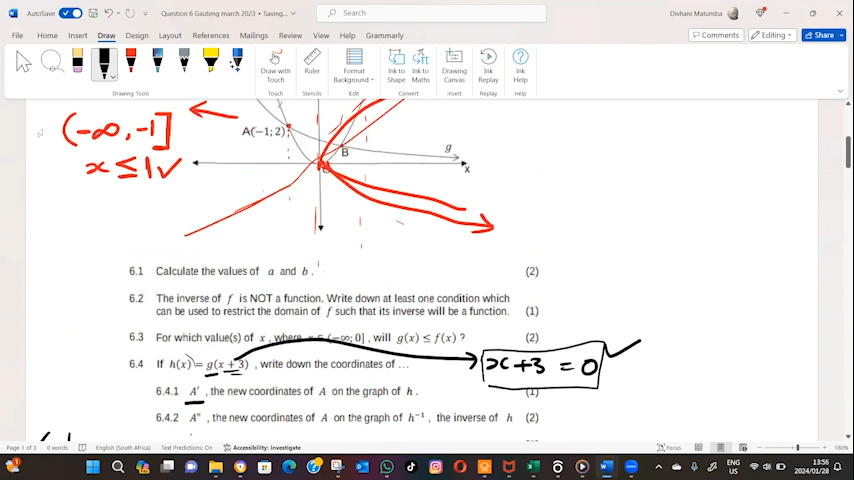 AutoSave
Question 6 Gauteng march 2023 • Saving...
Search
Divhani Matumba
File Home Insert Draw Design Layout References Mailings Review View Help Grammarly
Comments
Editing
Share
Draw with Touch
Ruler
Format Background
Ink to Shape
Ink to Maths
Drawing Canvas
Ink Replay
Ink Help
Drawing Tools
Stencils
Edit
Convert
Insert
Replay
Help
(-∞, -1]
x ≤ 1 ✓
A(−1; 2)
B
g
x
6.1 Calculate the values of a and b . (2)
6.2 The inverse of f is NOT a function. Write down at least one condition which
can be used to restrict the domain of f such that its inverse will be a function. (1)
6.3 For which value(s) of x , where x ∈ (−∞; 0] , will g(x) ≤ f(x) ? (2)
6.4 If h(x) = g(x + 3) , write down the coordinates of …
x + 3 = 0 ✓
6.4.1 A′ , the new coordinates of A on the graph of h . (1)
6.4.2 A″ , the new coordinates of A on the graph of h⁻¹ , the inverse of h (2)
Page 1 of 3 0 words English (South Africa) Text Predictions: On Accessibility: Investigate
Focus
180%
ENG
US
13:56
2024/01/28